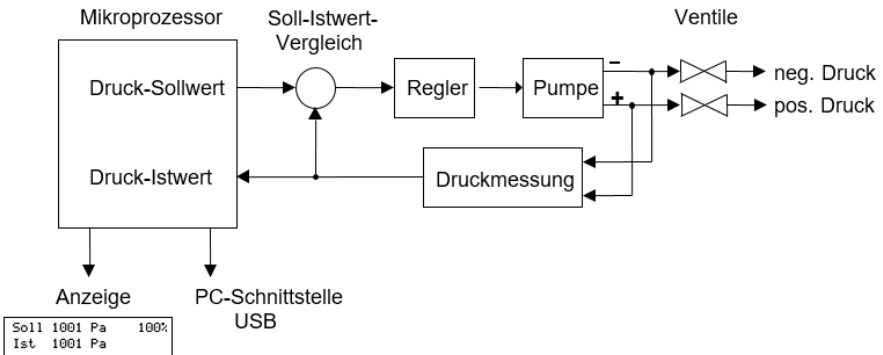 Mikroprozessor
Soll-Istwert-
Vergleich
Ventile
Druck-Sollwert
Regler
Pumpe
−
+
neg. Druck
pos. Druck
Druck-Istwert
Druckmessung
Anzeige
PC-Schnittstelle
USB
Soll 1001 Pa 100%
Ist 1001 Pa